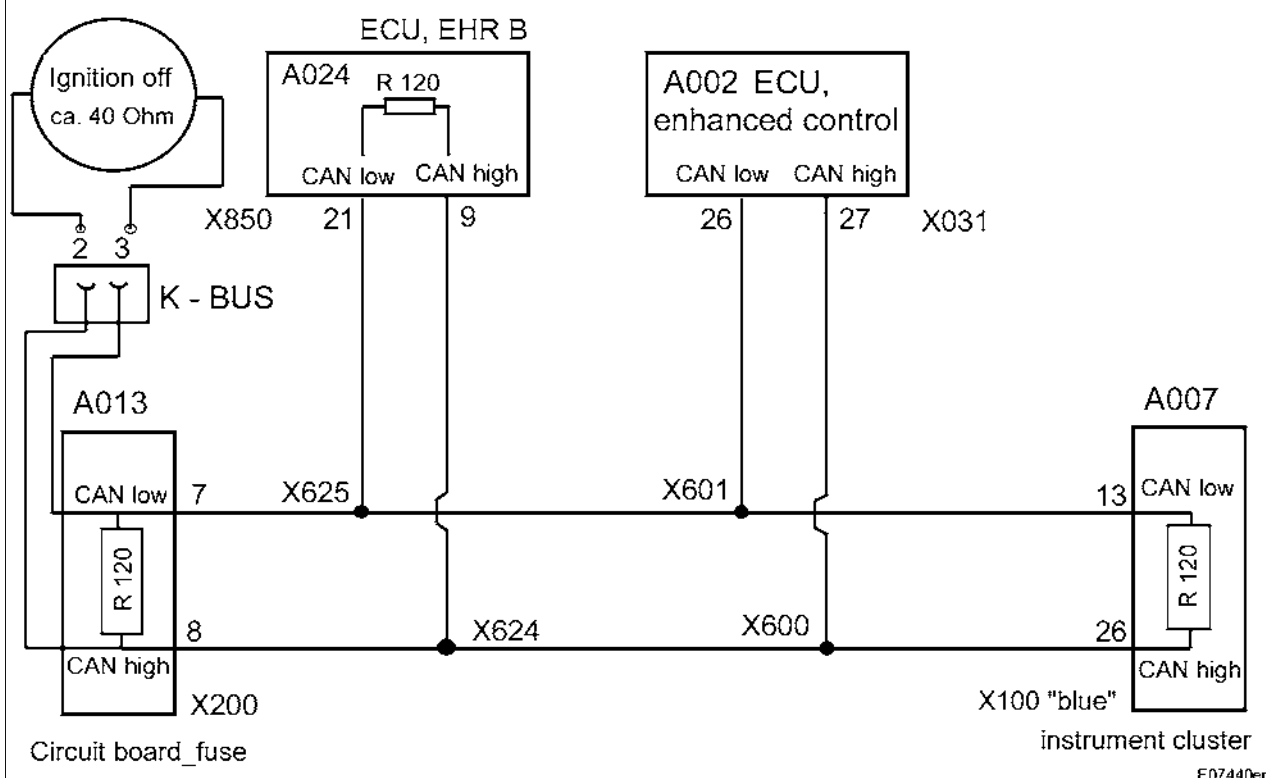 ECU, EHR B
Ignition off
ca. 40 Ohm
A024
R 120
CAN low
CAN high
A002 ECU,
enhanced control
CAN low
CAN high
X850
21
9
26
27
X031
2
3
K - BUS
A013
A007
CAN low
7
X625
X601
13
CAN low
R 120
R 120
8
X624
X600
26
CAN high
CAN high
X200
X100 "blue"
Circuit board_fuse
instrument cluster
F07440en